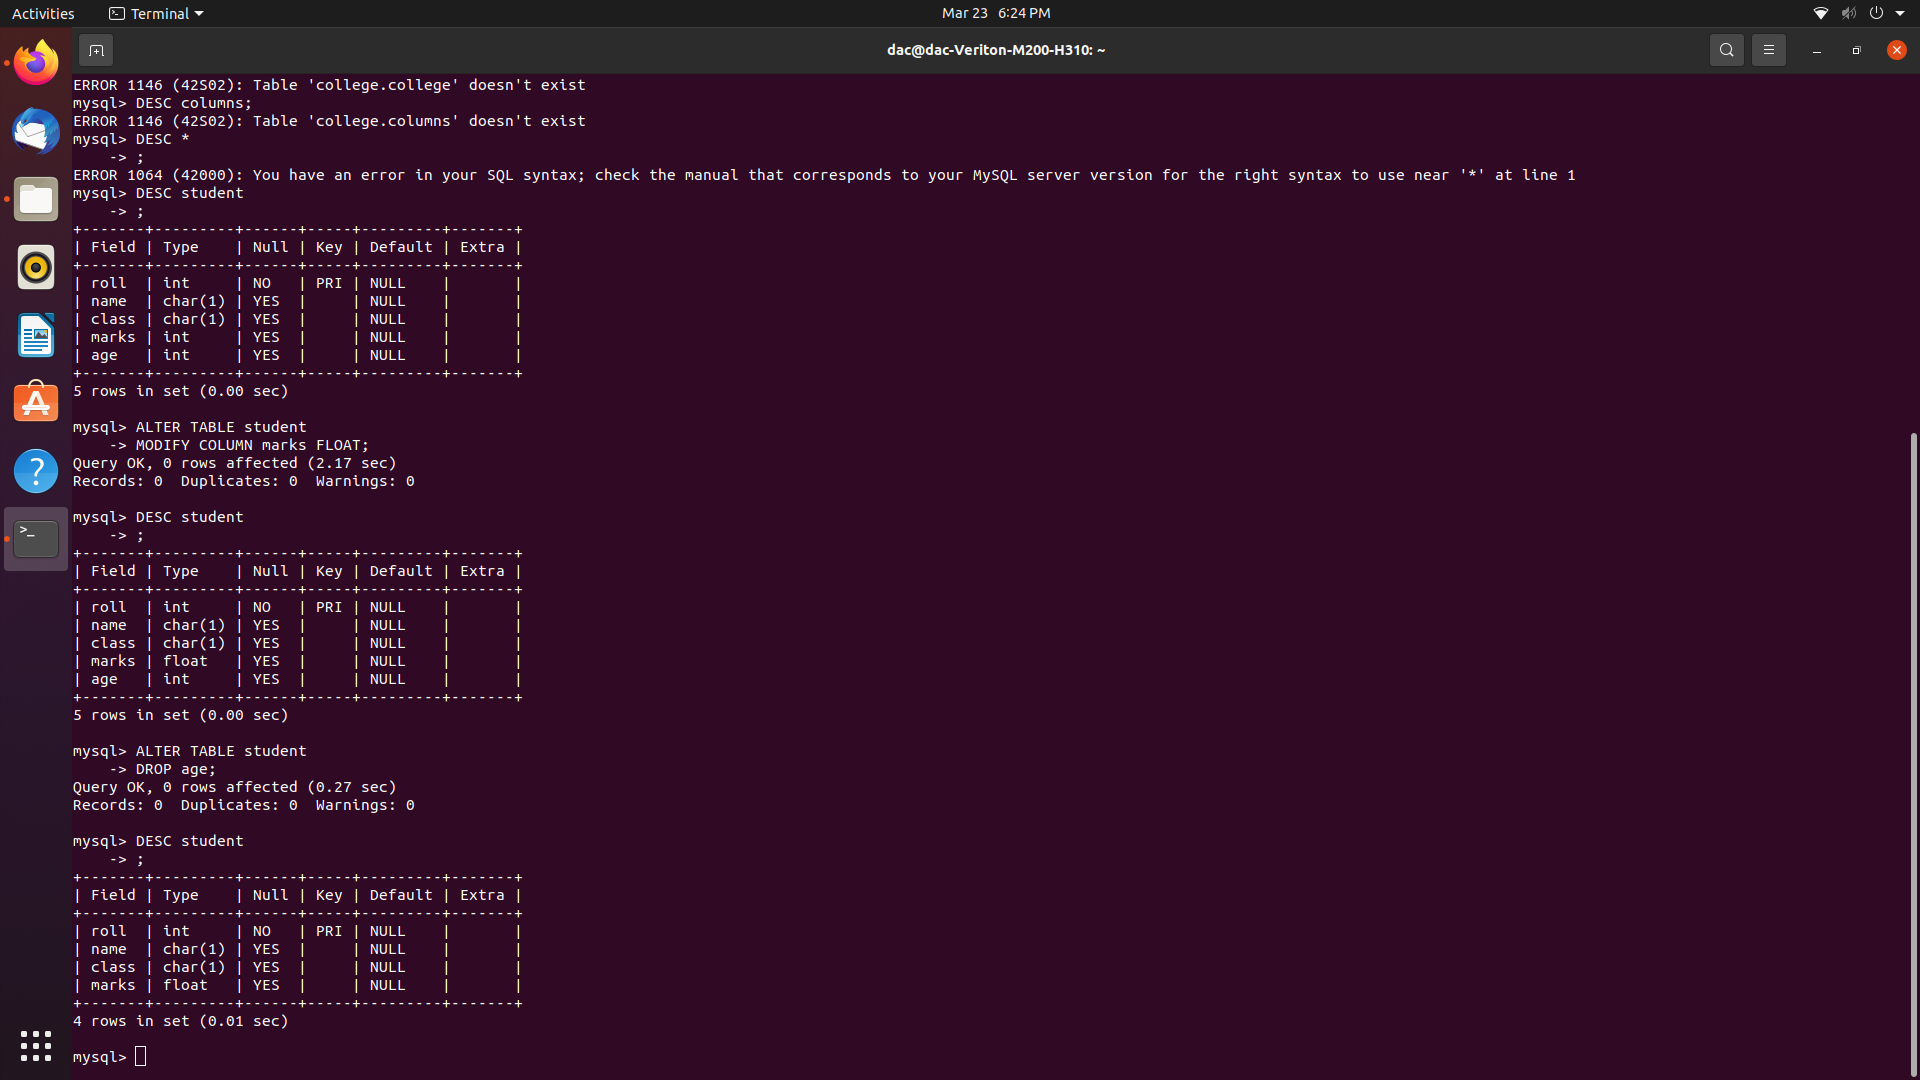 Activities
Terminal
Mar 23 6:24 PM
dac@dac-Veriton-M200-H310: ~
ERROR 1146 (42S02): Table 'college.college' doesn't exist
mysql> DESC columns;
ERROR 1146 (42S02): Table 'college.columns' doesn't exist
mysql> DESC *
    -> ;
ERROR 1064 (42000): You have an error in your SQL syntax; check the manual that corresponds to your MySQL server version for the right syntax to use near '*' at line 1
mysql> DESC student
    -> ;
+-------+---------+------+-----+---------+-------+
| Field | Type    | Null | Key | Default | Extra |
+-------+---------+------+-----+---------+-------+
| roll  | int     | NO   | PRI | NULL    |       |
| name  | char(1) | YES  |     | NULL    |       |
| class | char(1) | YES  |     | NULL    |       |
| marks | int     | YES  |     | NULL    |       |
| age   | int     | YES  |     | NULL    |       |
+-------+---------+------+-----+---------+-------+
5 rows in set (0.00 sec)

mysql> ALTER TABLE student
    -> MODIFY COLUMN marks FLOAT;
Query OK, 0 rows affected (2.17 sec)
Records: 0  Duplicates: 0  Warnings: 0

mysql> DESC student
    -> ;
+-------+---------+------+-----+---------+-------+
| Field | Type    | Null | Key | Default | Extra |
+-------+---------+------+-----+---------+-------+
| roll  | int     | NO   | PRI | NULL    |       |
| name  | char(1) | YES  |     | NULL    |       |
| class | char(1) | YES  |     | NULL    |       |
| marks | float   | YES  |     | NULL    |       |
| age   | int     | YES  |     | NULL    |       |
+-------+---------+------+-----+---------+-------+
5 rows in set (0.00 sec)

mysql> ALTER TABLE student
    -> DROP age;
Query OK, 0 rows affected (0.27 sec)
Records: 0  Duplicates: 0  Warnings: 0

mysql> DESC student
    -> ;
+-------+---------+------+-----+---------+-------+
| Field | Type    | Null | Key | Default | Extra |
+-------+---------+------+-----+---------+-------+
| roll  | int     | NO   | PRI | NULL    |       |
| name  | char(1) | YES  |     | NULL    |       |
| class | char(1) | YES  |     | NULL    |       |
| marks | float   | YES  |     | NULL    |       |
+-------+---------+------+-----+---------+-------+
4 rows in set (0.01 sec)

mysql>